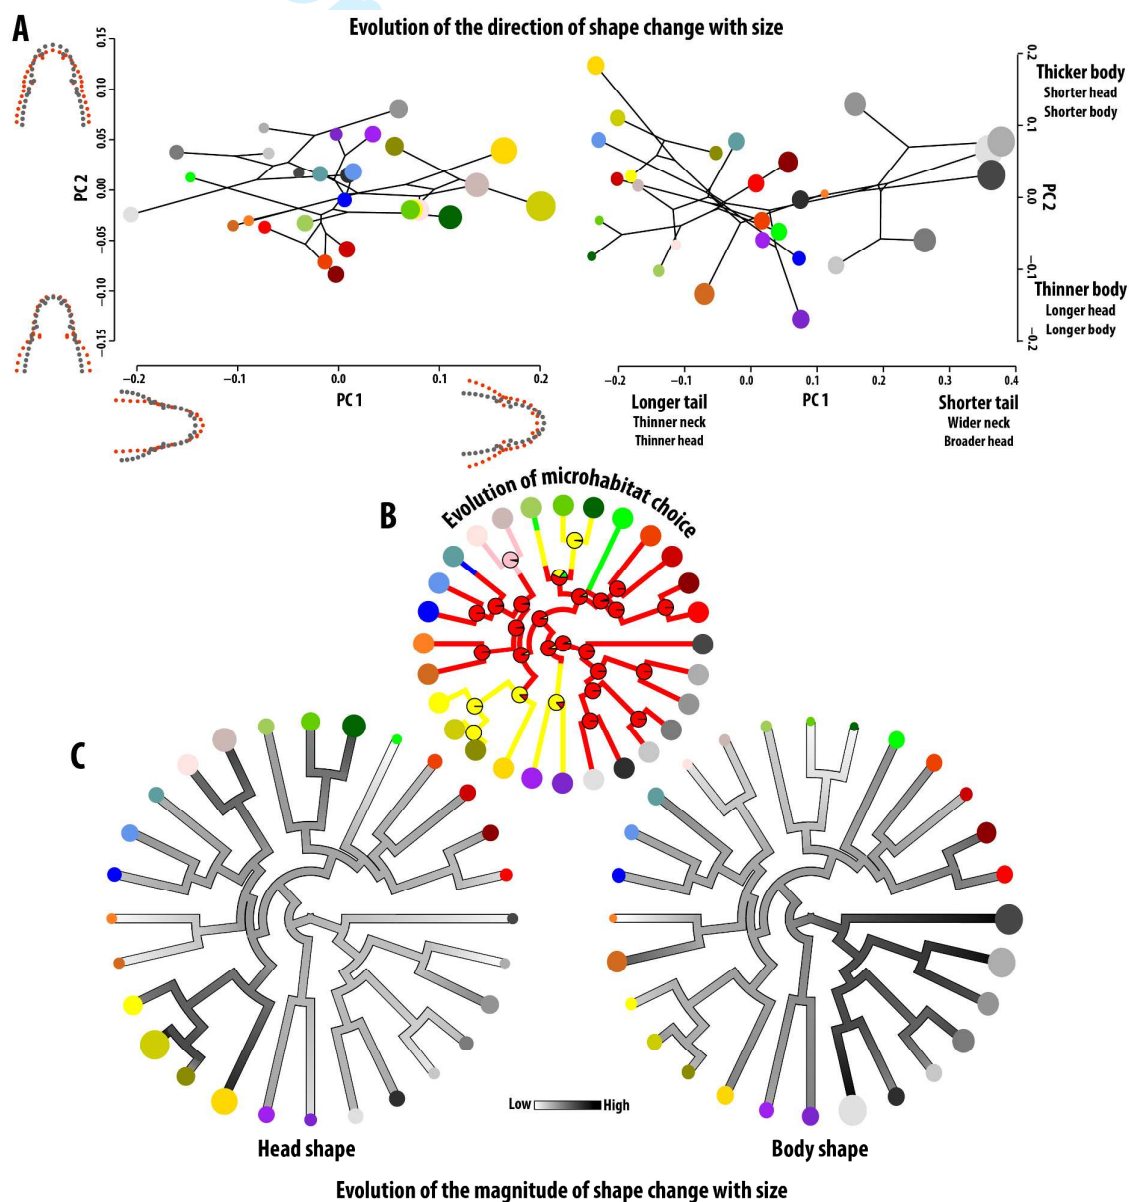 A
Evolution of the direction of shape change with size
0.15
0.10
0.05
0.00
−0.05
−0.10
−0.15
PC 2
−0.2
−0.1
0.0
0.1
0.2
PC 1
0.2
0.1
0.0
−0.1
−0.2
PC 2
Thicker body
Shorter head
Shorter body
Thinner body
Longer head
Longer body
−0.2
−0.1
0.0
0.1
0.2
0.3
0.4
Longer tail
Thinner neck
Thinner head
PC 1
Shorter tail
Wider neck
Broader head
B
Evolution of microhabitat choice
C
Low
High
Head shape
Body shape
Evolution of the magnitude of shape change with size